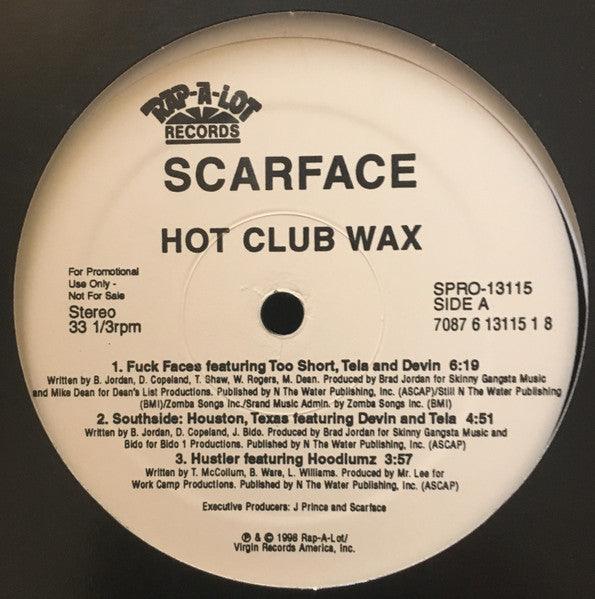 RAP-A-LOT
RECORDS
SCARFACE
HOT CLUB WAX
For Promotional
Use Only -
Not For Sale
Stereo
33 1/3rpm
SPRO-13115
SIDE A
7087 6 13115 1 8
1. Fuck Faces featuring Too Short, Tela and Devin 6:19
Written by B. Jordan, D. Copeland, T. Shaw, W. Rogers, M. Dean. Produced by Brad Jordan for Skinny Gangsta Music
and Mike Dean for Dean's List Productions. Published by N The Water Publishing, Inc. (ASCAP)/Still N The Water Publishing
(BMI)/Zomba Songs Inc./Srand Music Admin. by Zomba Songs Inc. (BMI)
2. Southside: Houston, Texas featuring Devin and Tela 4:51
Written by B. Jordan, D. Copeland, J. Bido. Produced by Brad Jordan for Skinny Gangsta Music and
Bido for Bido 1 Productions. Published by N The Water Publishing, Inc. (ASCAP)
3. Hustler featuring Hoodlumz 3:57
Written by T. McCollum, B. Ware, L. Williams. Produced by Mr. Lee for
Work Camp Productions. Published by N The Water Publishing, Inc. (ASCAP)
Executive Producers: J Prince and Scarface
℗ & © 1998 Rap-A-Lot/
Virgin Records America, Inc.